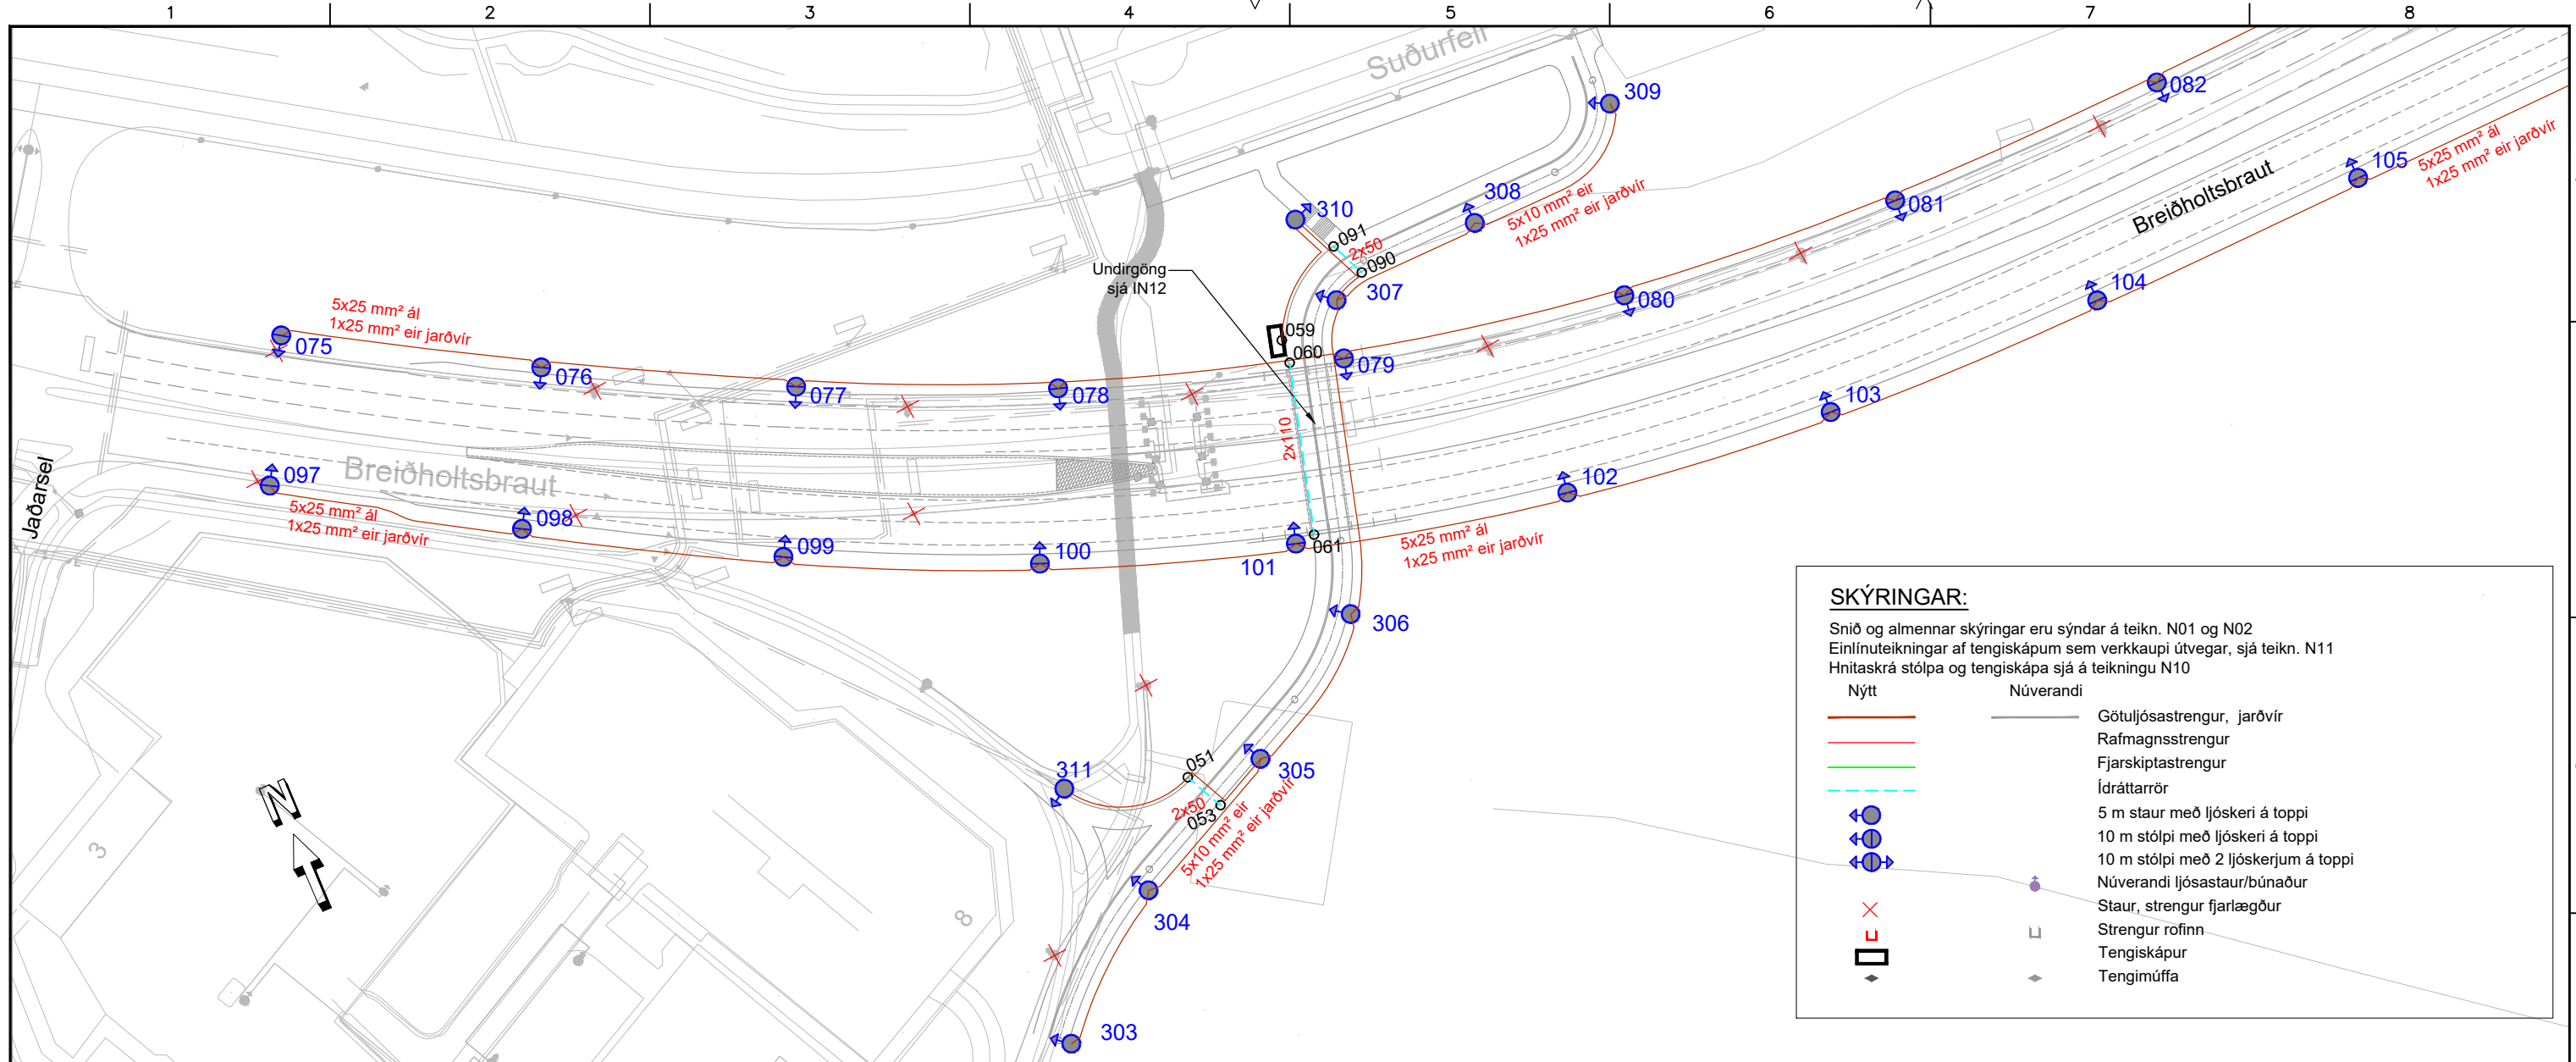 1 2 3 4 5 6 7 8
Suðurfell
309
082
308
105
5x25 mm² ál
1x25 mm² eir jarðvír
Breiðholtsbraut
310
091
2x50
090
5x10 mm² eir
1x25 mm² eir jarðvír
081
Undirgöng
sjá IN12
307
080
104
5x25 mm² ál
1x25 mm² eir jarðvír
059
060
075
076
077
078
079
103
2x110
Jaðarsel
097
Breiðholtsbraut
098
5x25 mm² ál
1x25 mm² eir jarðvír
099
100
101
061
102
5x25 mm² ál
1x25 mm² eir jarðvír
306
311
051
305
2x50
053
5x10 mm² eir
1x25 mm² eir jarðvír
304
303
N
3
8
SKÝRINGAR:
Snið og almennar skýringar eru sýndar á teikn. N01 og N02
Einlínuteikningar af tengiskápum sem verkkaupi útvegar, sjá teikn. N11
Hnitaskrá stólpa og tengiskápa sjá á teikningu N10
Nýtt Núverandi
Götuljósastrengur, jarðvír
Rafmagnsstrengur
Fjarskiptastrengur
Ídráttarrör
5 m staur með ljóskeri á toppi
10 m stólpi með ljóskeri á toppi
10 m stólpi með 2 ljóskerjum á toppi
Núverandi ljósastaur/búnaður
Staur, strengur fjarlægður
Strengur rofinn
Tengiskápur
Tengimúffa